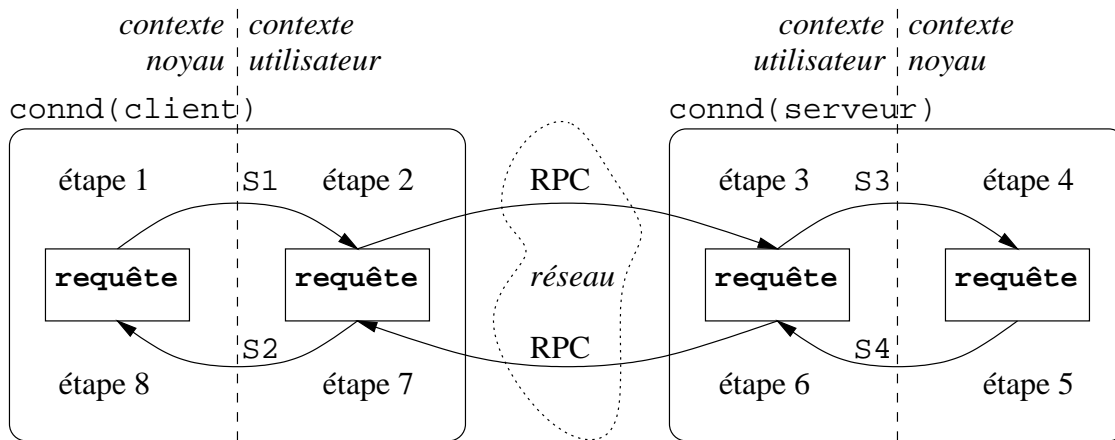 contexte contexte
noyau utilisateur
contexte contexte
utilisateur noyau
connd(client)
connd(serveur)
étape 1 S1 étape 2 RPC étape 3 S3 étape 4
requête requête réseau requête requête
S2 RPC S4
étape 8 étape 7 étape 6 étape 5